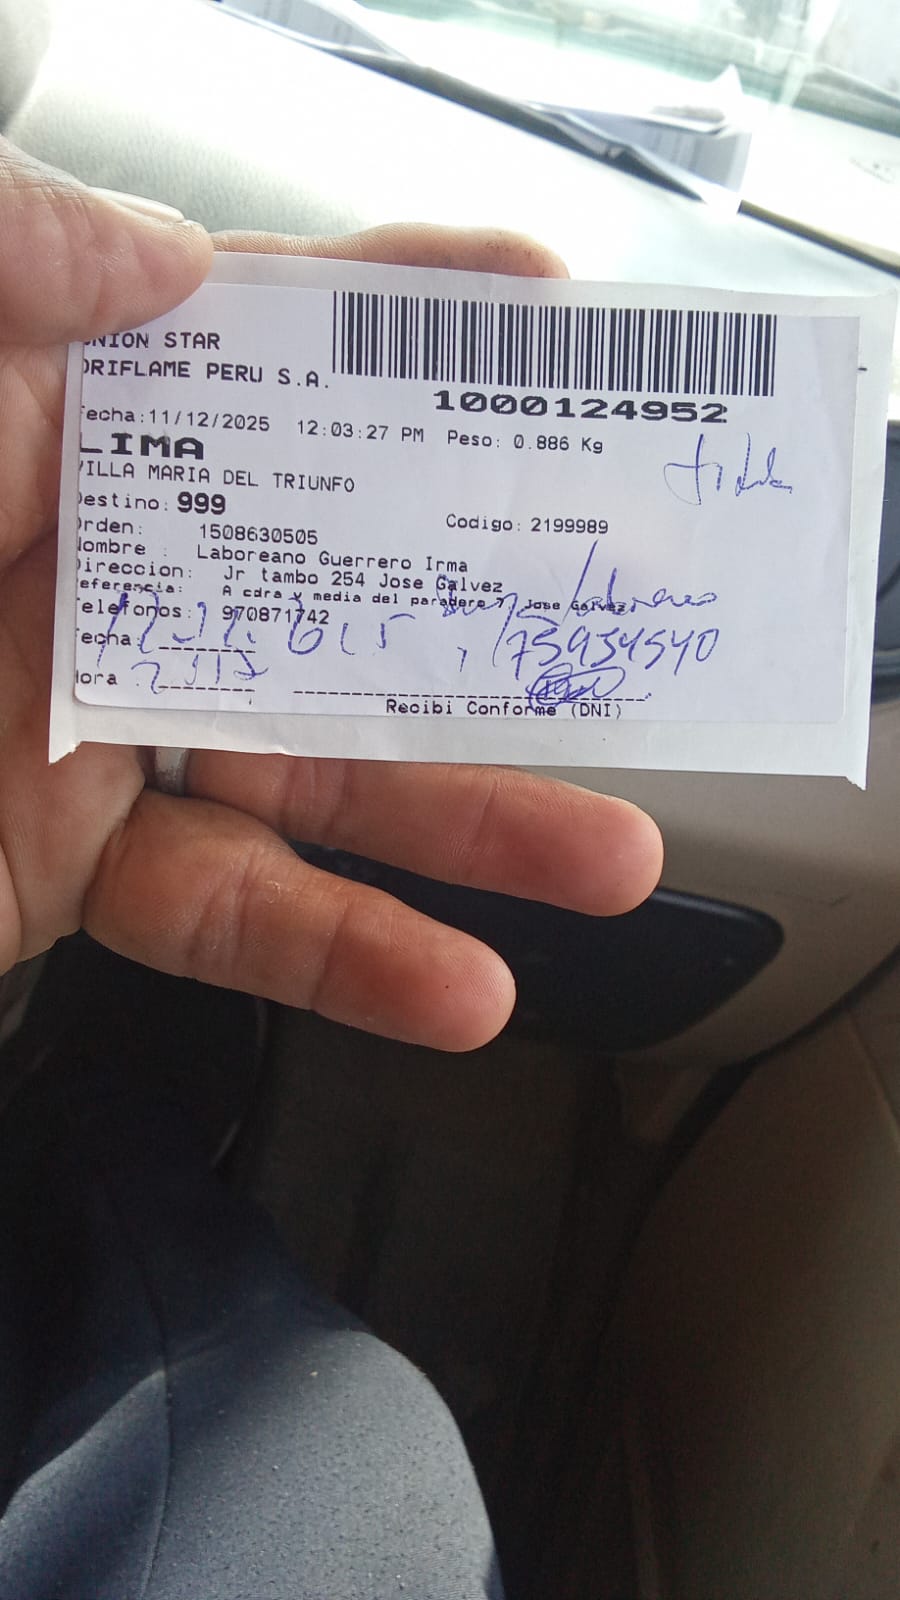 UNION STAR
ORIFLAME PERU S.A.
1000124952
Fecha:11/12/2025 12:03:27 PM Peso: 0.886 Kg
LIMA
VILLA MARIA DEL TRIUNFO
Destino: 999
Codigo: 2199989
Orden: 1508630505
Nombre : Laboreano Guerrero Irma
Direccion: Jr tambo 254 Jose Galvez
Referencia: A cdra y media del paradero 7, Jose Galvez
Telefonos: 970871742
Fecha :
Laboreano
75934540
Hora :
Recibi Conforme (DNI)